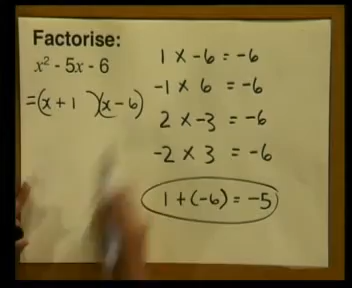 Factorise:
x² - 5x - 6
=(x + 1 )(x - 6)
1 × -6 = -6
-1 × 6 = -6
2 × -3 = -6
-2 × 3 = -6
1 + (-6) = -5